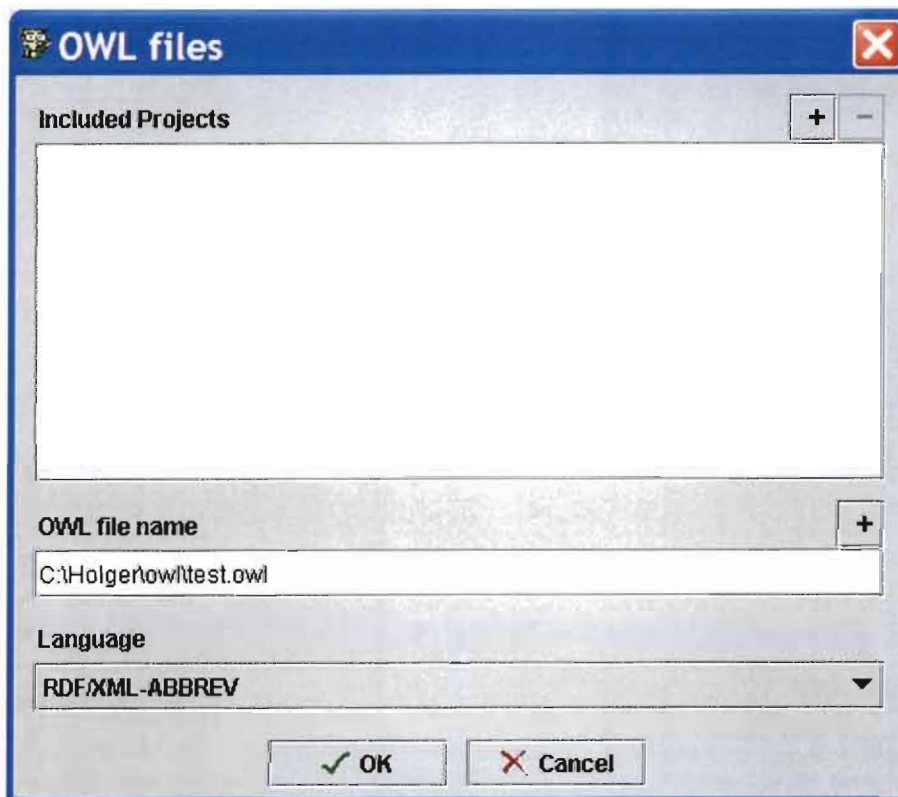 OWL files
Included Projects + −
OWL file name +
C:\Holger\owl\test.owl
Language
RDF/XML-ABBREV
OK Cancel